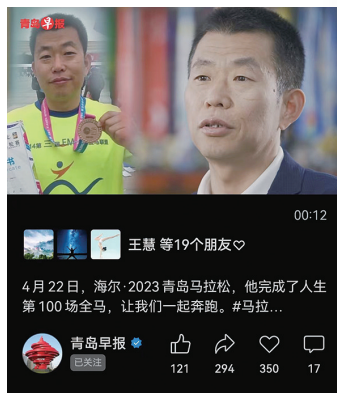 青岛早报
00:12
王慧 等19个朋友♡
4月22日，海尔·2023青岛马拉松，他完成了人生
第100场全马，让我们一起奔跑。#马拉...
青岛早报
已关注
121
294
350
17